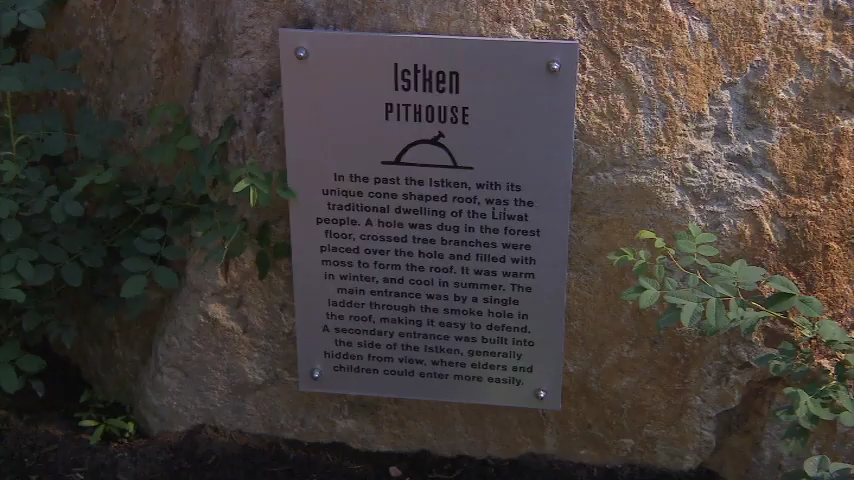 Istken
PITHOUSE
In the past the Istken, with its
unique cone shaped roof, was the
traditional dwelling of the Lil̓wat
people. A hole was dug in the forest
floor, crossed tree branches were
placed over the hole and filled with
moss to form the roof. It was warm
in winter, and cool in summer. The
main entrance was by a single
ladder through the smoke hole in
the roof, making it easy to defend.
A secondary entrance was built into
the side of the Istken, generally
hidden from view, where elders and
children could enter more easily.